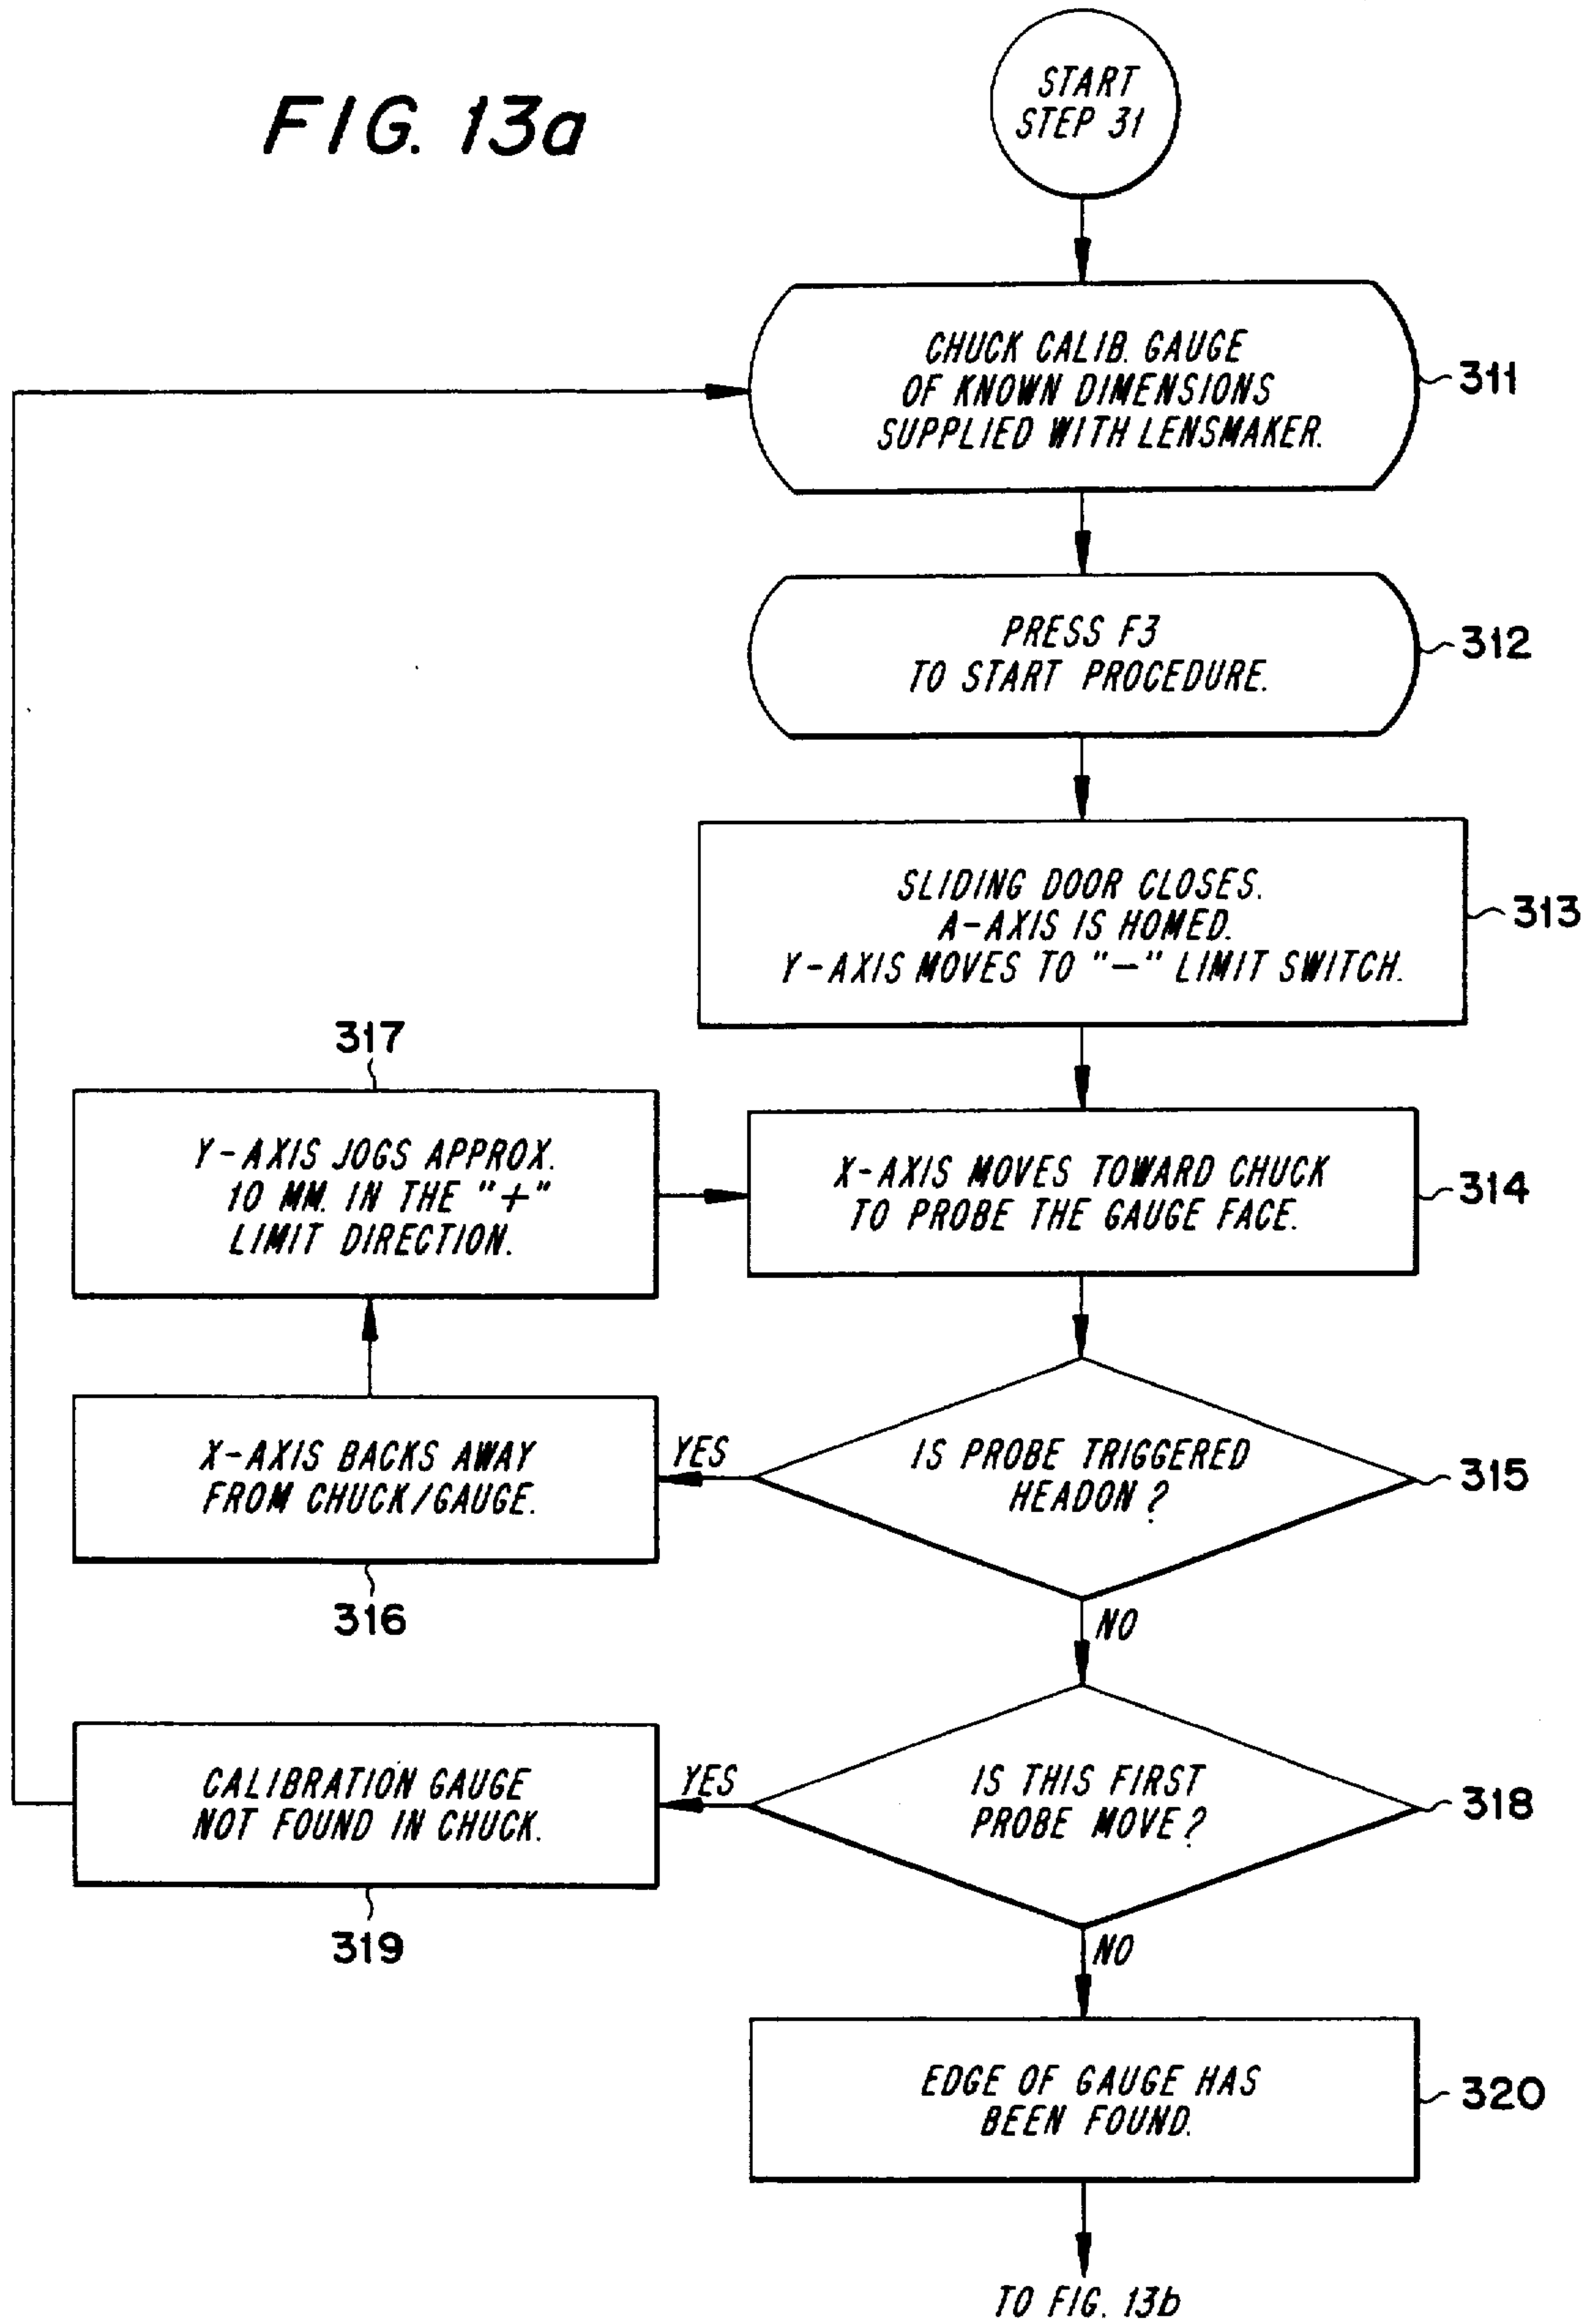 FIG. 13a
START
STEP 31
CHUCK CALIB. GAUGE
OF KNOWN DIMENSIONS
SUPPLIED WITH LENSMAKER.
311
PRESS F3
TO START PROCEDURE.
312
SLIDING DOOR CLOSES.
A-AXIS IS HOMED.
Y-AXIS MOVES TO "-" LIMIT SWITCH.
313
317
Y-AXIS JOGS APPROX.
10 MM. IN THE "+"
LIMIT DIRECTION.
X-AXIS MOVES TOWARD CHUCK
TO PROBE THE GAUGE FACE.
314
X-AXIS BACKS AWAY
FROM CHUCK/GAUGE.
316
YES
IS PROBE TRIGGERED
HEADON?
315
NO
CALIBRATION GAUGE
NOT FOUND IN CHUCK.
319
YES
IS THIS FIRST
PROBE MOVE?
318
NO
EDGE OF GAUGE HAS
BEEN FOUND.
320
TO FIG. 13b